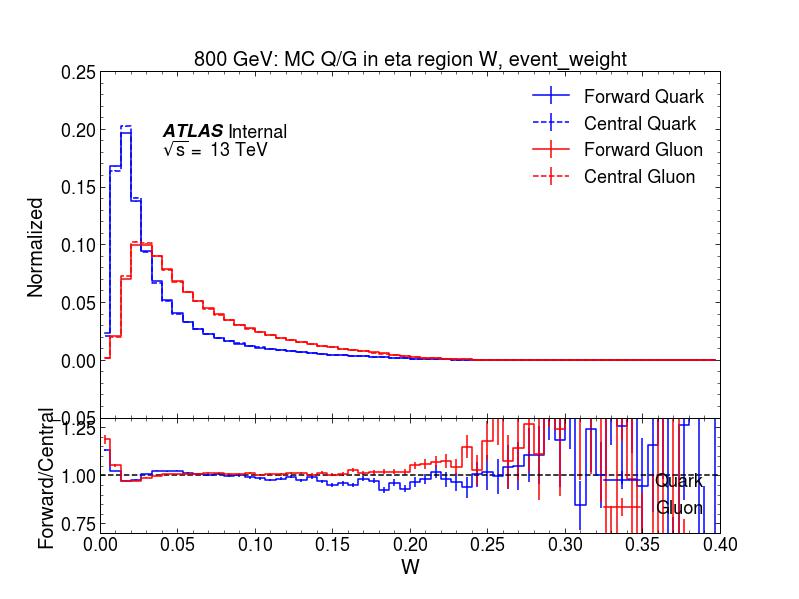 800 GeV: MC Q/G in eta region W, event_weight
0.25
0.20
0.15
0.10
0.05
0.00
0.05
Normalized
ATLAS Internal
√s = 13 TeV
Forward Quark
Central Quark
Forward Gluon
Central Gluon
1.25
1.00
0.75
Forward/Central
Quark
Gluon
0.00 0.05 0.10 0.15 0.20 0.25 0.30 0.35 0.40
W